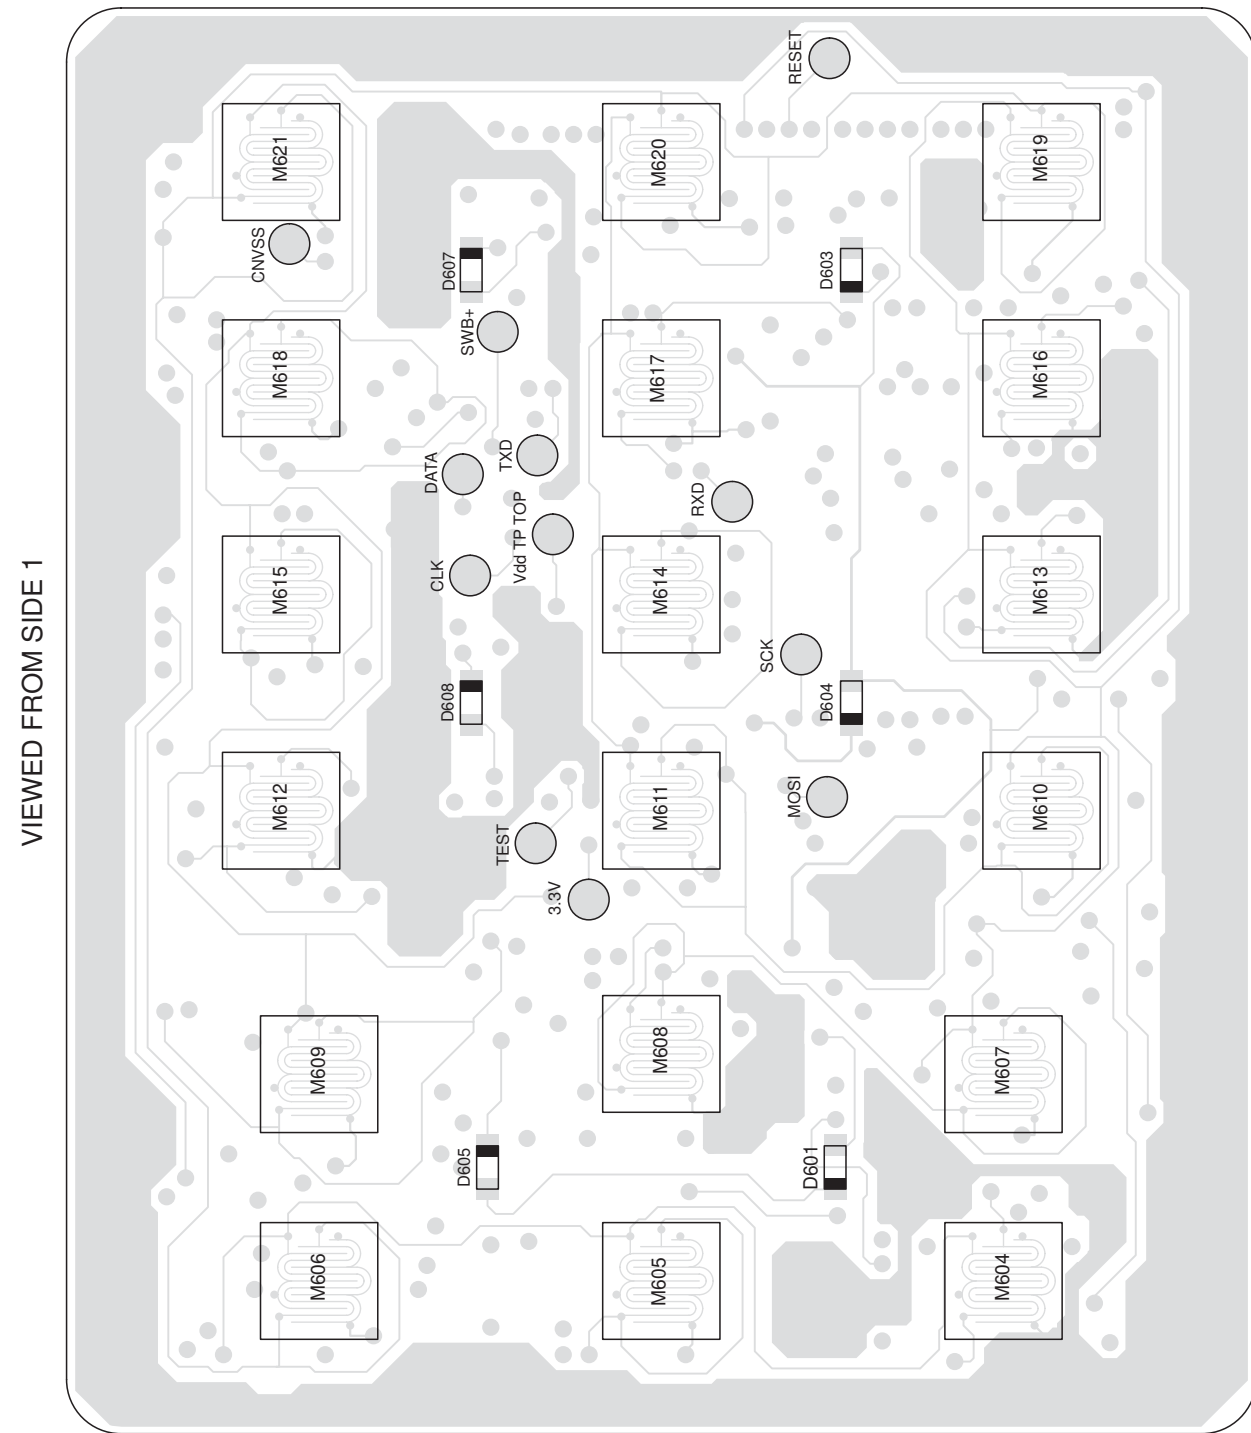 VIEWED FROM SIDE 1
RESET
M621
M620
M619
CNVSS
D607
D603
SWB+
M618
M617
M616
DATA
TXD
RXD
Vdd TP TOP
CLK
M615
M614
M613
SCK
D608
D604
M612
M611
MOSI
M610
TEST
3.3V
M609
M608
M607
D605
D601
M606
M605
M604